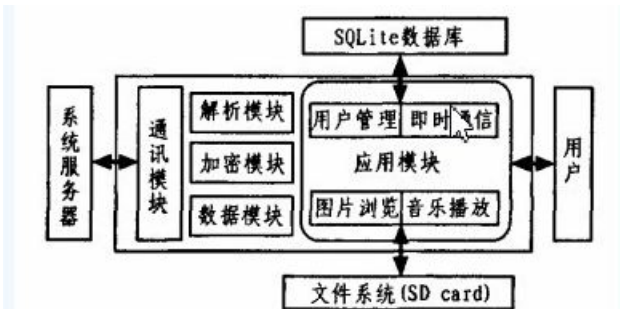 SQLite数据库
系统服务器
通讯模块
解析模块
加密模块
数据模块
用户管理
即时通信
应用模块
图片浏览
音乐播放
用户
文件系统(SD card)